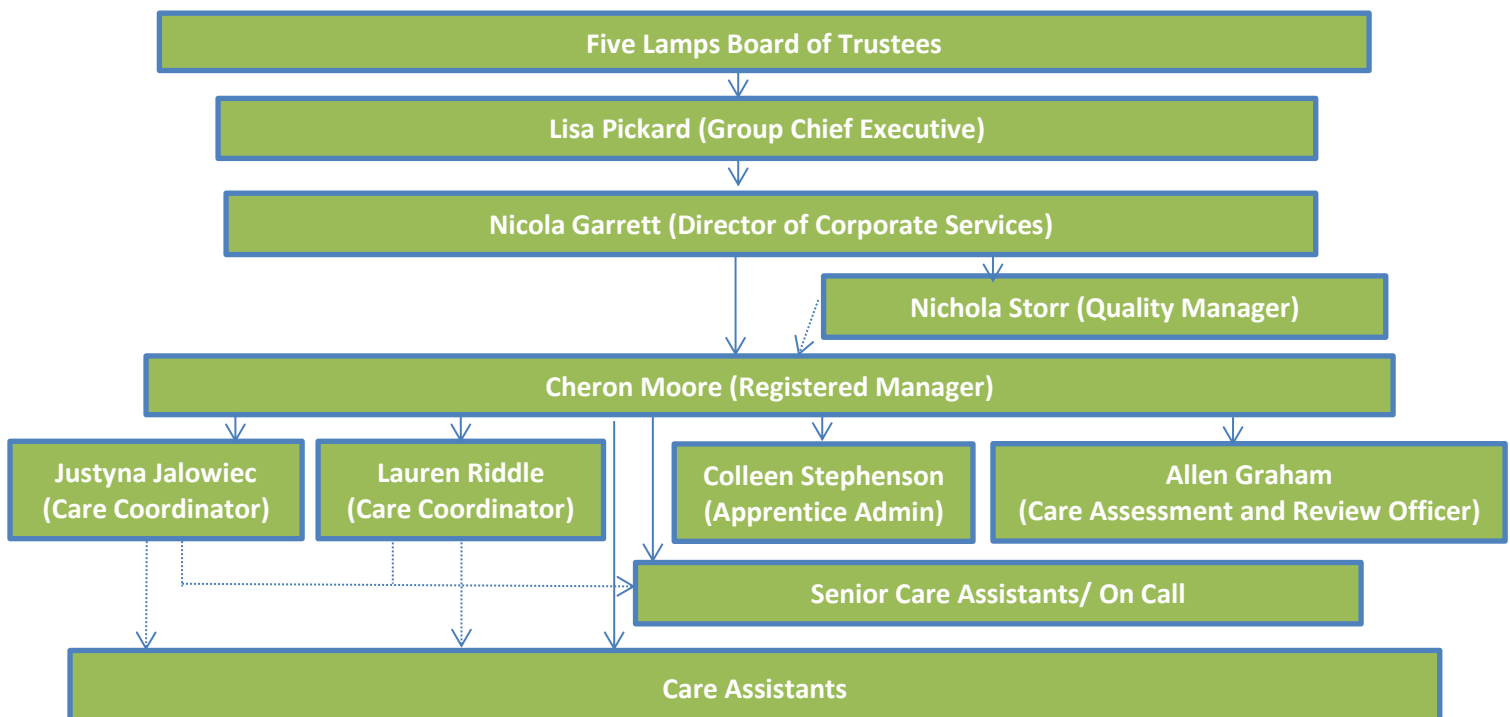 Five Lamps Board of Trustees
Lisa Pickard (Group Chief Executive)
Nicola Garrett (Director of Corporate Services)
Nichola Storr (Quality Manager)
Cheron Moore (Registered Manager)
Justyna Jalowiec
(Care Coordinator)
Lauren Riddle
(Care Coordinator)
Colleen Stephenson
(Apprentice Admin)
Allen Graham
(Care Assessment and Review Officer)
Senior Care Assistants/ On Call
Care Assistants